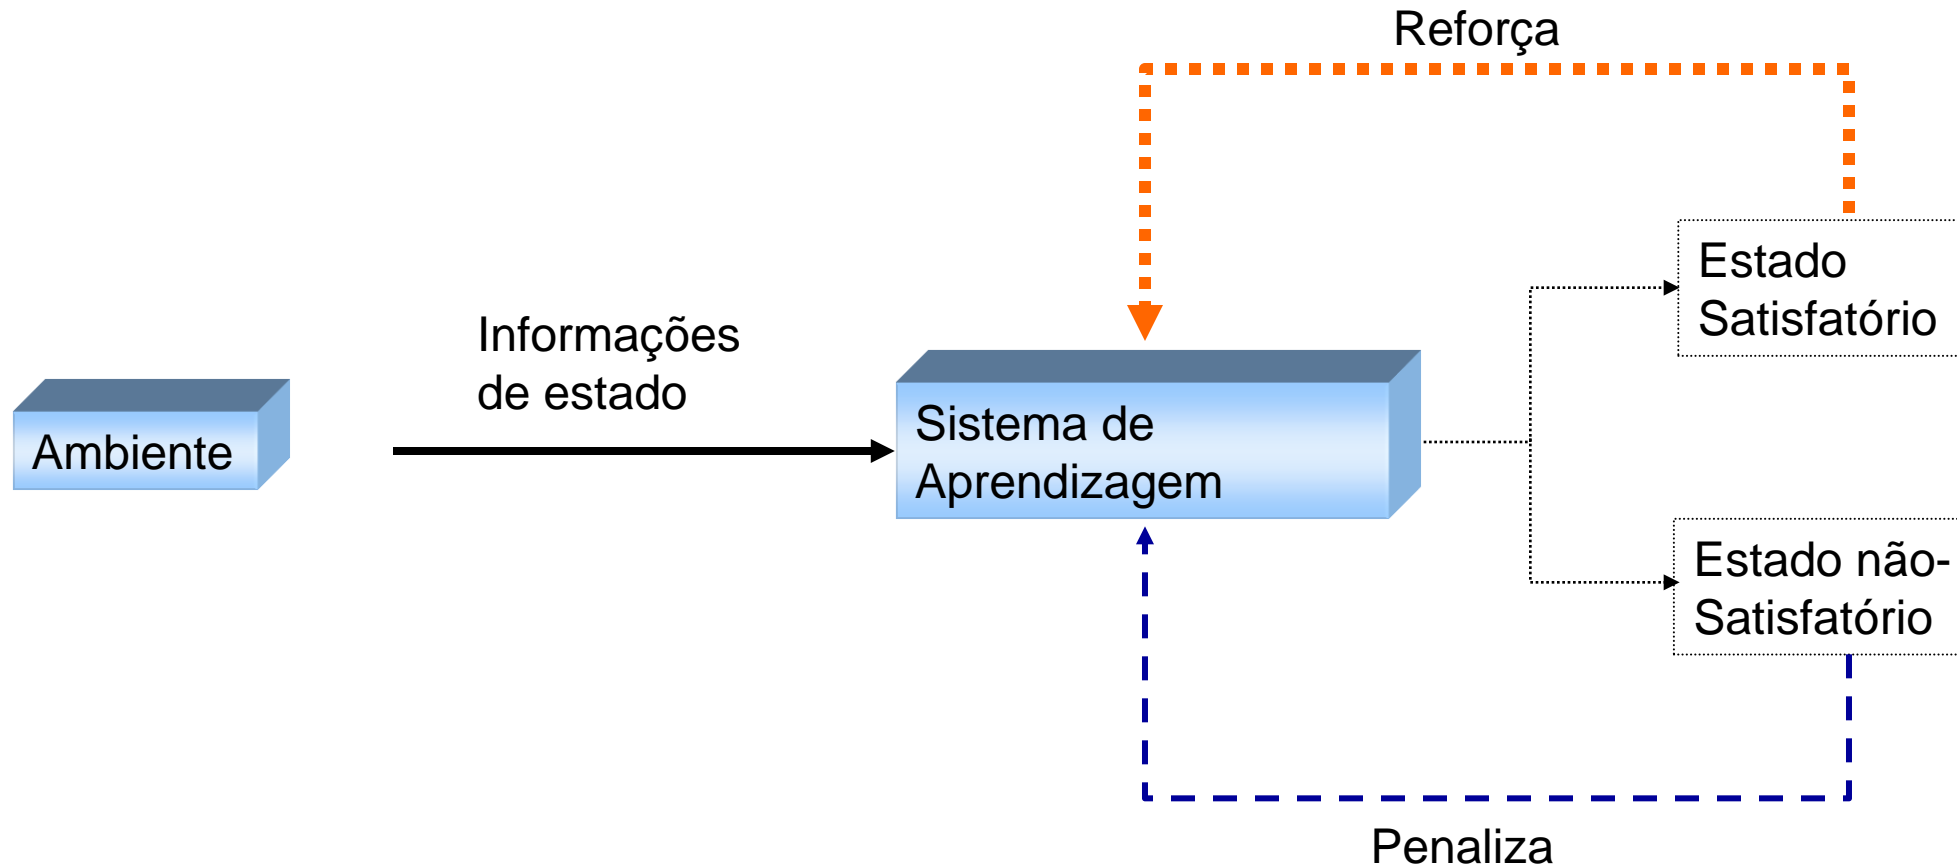 Reforça
Estado
Satisfatório
Informações
de estado
Ambiente
Sistema de
Aprendizagem
Estado não-
Satisfatório
Penaliza